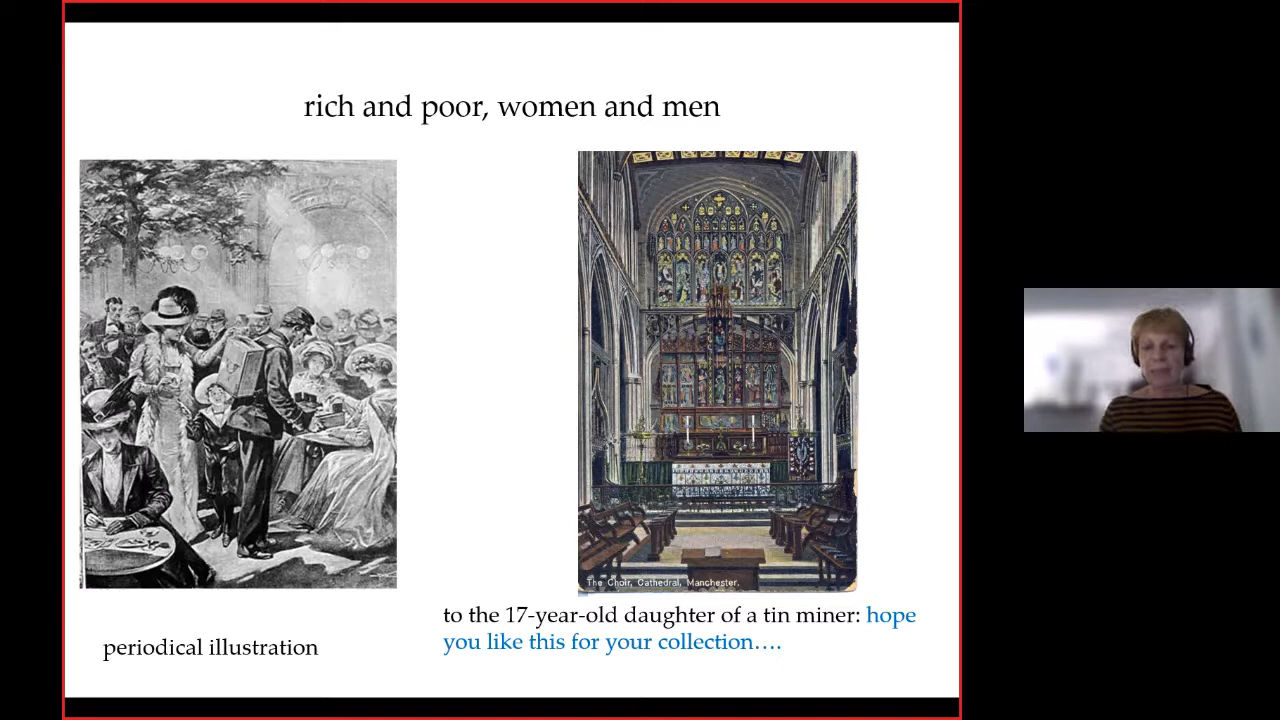 rich and poor, women and men
The Choir, Cathedral, Manchester.
to the 17-year-old daughter of a tin miner: hope
you like this for your collection….
periodical illustration